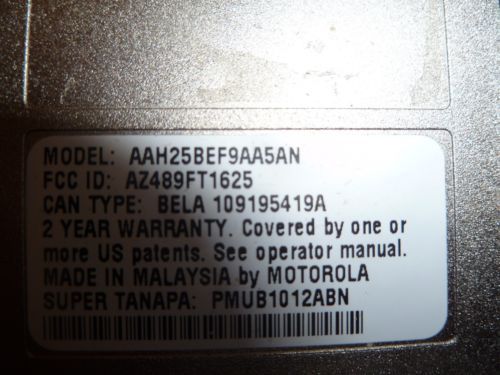 MODEL: AAH25BEF9AA5AN
FCC ID: AZ489FT1625
CAN TYPE: BELA 109195419A
2 YEAR WARRANTY. Covered by one or
more US patents. See operator manual.
MADE IN MALAYSIA by MOTOROLA
SUPER TANAPA: PMUB1012ABN